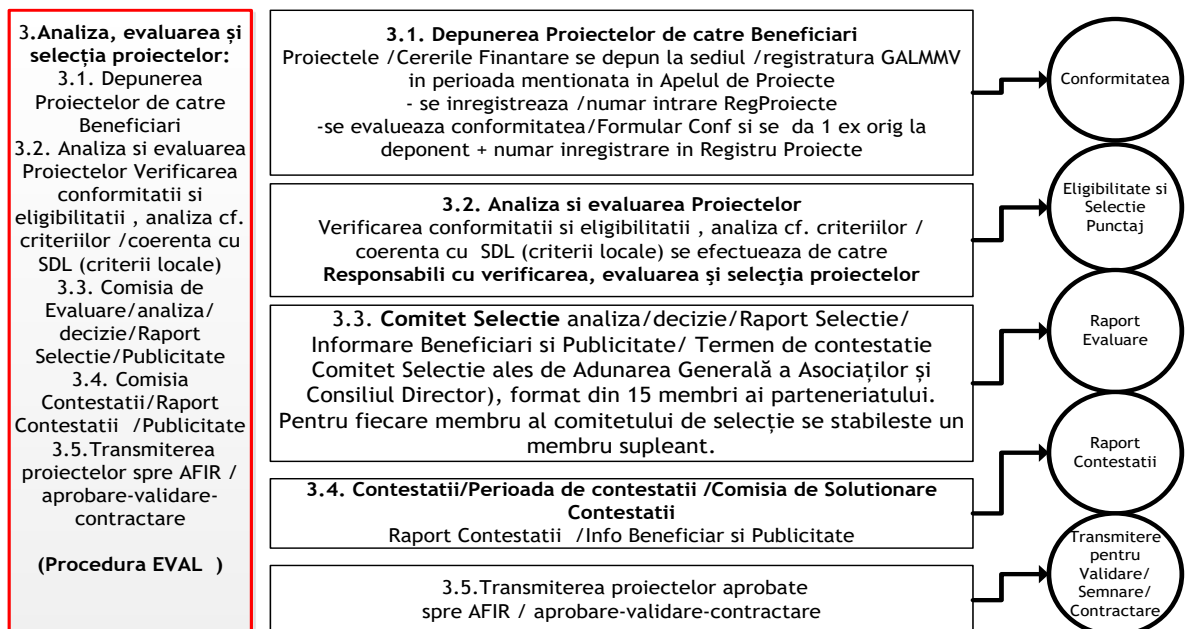 3.Analiza, evaluarea și
selecția proiectelor:
3.1. Depunerea
Proiectelor de catre
Beneficiari
3.2. Analiza si evaluarea
Proiectelor Verificarea
conformitatii si
eligibilitatii , analiza cf.
criteriilor /coerenta cu
SDL (criterii locale)
3.3. Comisia de
Evaluare/analiza/
decizie/Raport
Selectie/Publicitate
3.4. Comisia
Contestatii/Raport
Contestatii /Publicitate
3.5.Transmiterea
proiectelor spre AFIR /
aprobare-validare-
contractare
(Procedura EVAL )
3.1. Depunerea Proiectelor de catre Beneficiari
Proiectele /Cererile Finantare se depun la sediul /registratura GALMMV
in perioada mentionata in Apelul de Proiecte
- se inregistreaza /numar intrare RegProiecte
-se evalueaza conformitatea/Formular Conf si se da 1 ex orig la
deponent + numar inregistrare in Registru Proiecte
Conformitatea
3.2. Analiza si evaluarea Proiectelor
Verificarea conformitatii si eligibilitatii , analiza cf. criteriilor /
coerenta cu SDL (criterii locale) se efectueaza de catre
Responsabili cu verificarea, evaluarea și selecția proiectelor
Eligibilitate si
Selectie
Punctaj
3.3. Comitet Selectie analiza/decizie/Raport Selectie/
Informare Beneficiari si Publicitate/ Termen de contestatie
Comitet Selectie ales de Adunarea Generală a Asociaților și
Consiliul Director), format din 15 membri ai parteneriatului.
Pentru fiecare membru al comitetului de selecție se stabileste un
membru supleant.
Raport
Evaluare
3.4. Contestatii/Perioada de contestatii /Comisia de Solutionare
Contestatii
Raport Contestatii /Info Beneficiar si Publicitate
Raport
Contestatii
3.5.Transmiterea proiectelor aprobate
spre AFIR / aprobare-validare-contractare
Transmitere
pentru
Validare/
Semnare/
Contractare